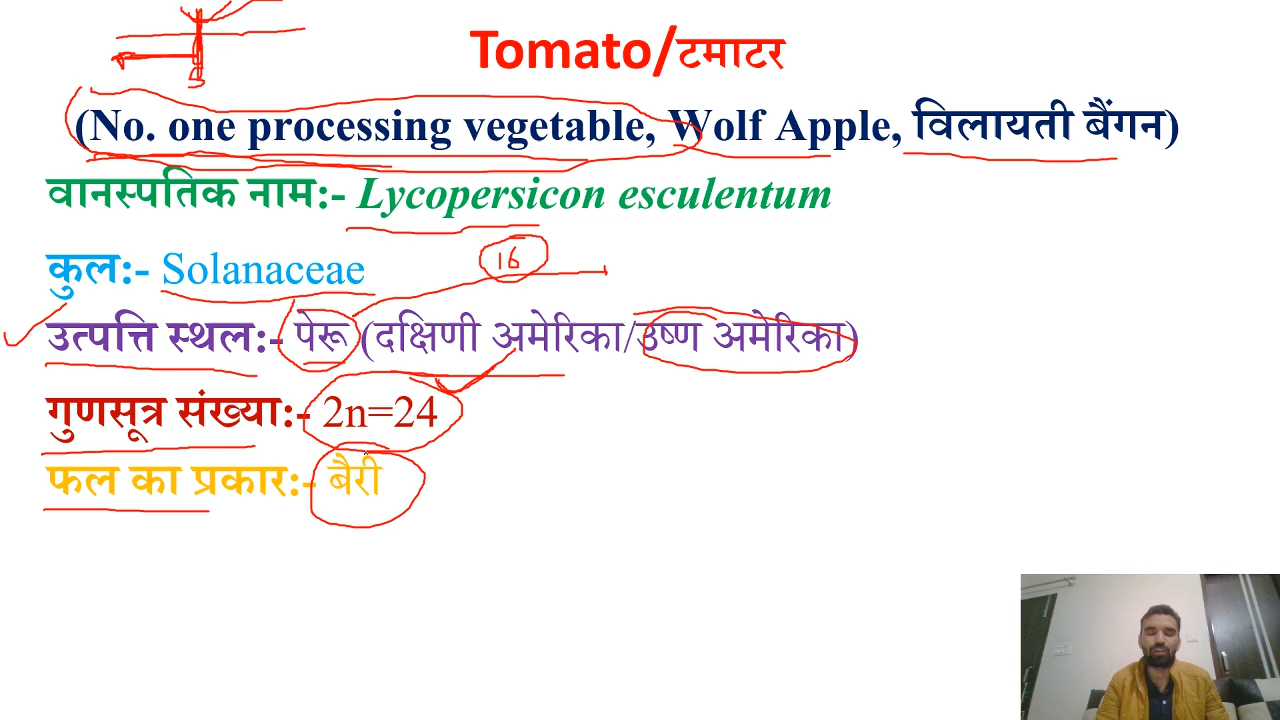 Tomato/टमाटर
(No. one processing vegetable, Wolf Apple, विलायती बैंगन)
वानस्पतिक नाम:- Lycopersicon esculentum
16
कुल:- Solanaceae
उत्पत्ति स्थल:- पेरू (दक्षिणी अमेरिका/उष्ण अमेरिका)
गुणसूत्र संख्या:- 2n=24
फल का प्रकार:- बैरी